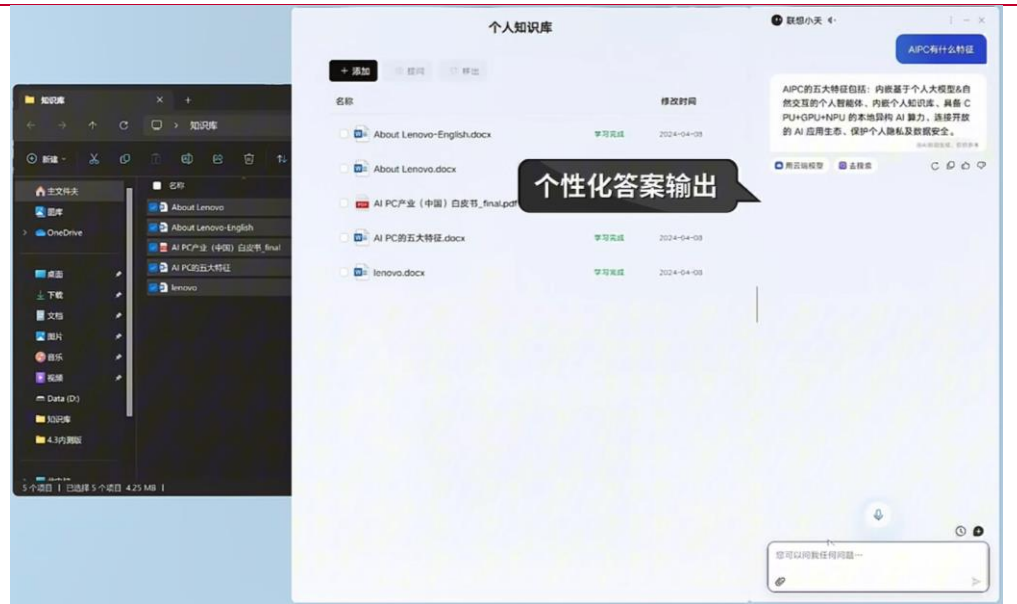 知识库
知识库
新建
主文件夹
图库
OneDrive
桌面
下载
文档
图片
音乐
视频
Data (D:)
知识库
4.3内测版
名称
About Lenovo
About Lenovo-English
AI PC产业（中国）白皮书_final
AI PC的五大特征
lenovo
5 个项目 | 已选择 5 个项目 4.25 MB |
个人知识库
+ 添加
提问
移出
名称
修改时间
About Lenovo-English.docx
学习完成
2024-04-08
About Lenovo.docx
AI PC产业（中国）白皮书_final.pdf
AI PC的五大特征.docx
学习完成
2024-04-08
lenovo.docx
学习完成
2024-04-08
个性化答案输出
联想小天
AIPC有什么特征
AIPC的五大特征包括：内嵌基于个人大模型&自
然交互的个人智能体、内嵌个人知识库、具备 C
PU+GPU+NPU 的本地异构 AI 算力、连接开放
的 AI 应用生态、保护个人隐私及数据安全。
用云端模型
去搜索
您可以问我任何问题…